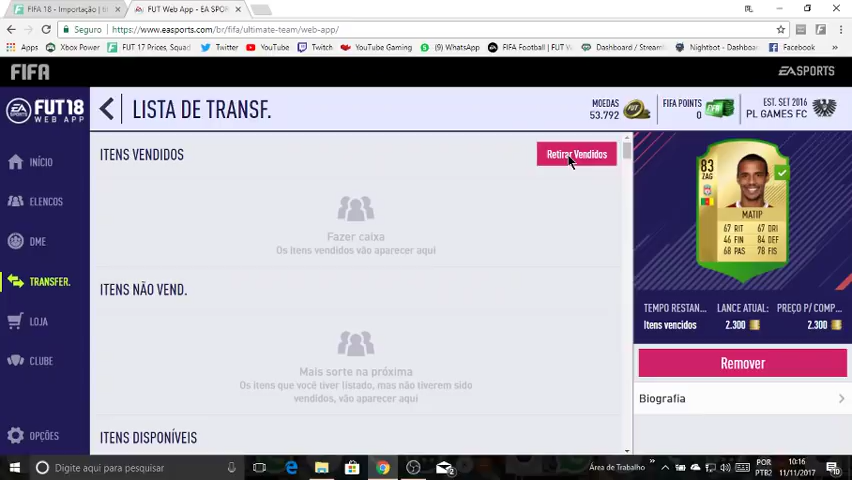 FIFA 18 - Importação | ti
FUT Web App - EA SPOR
Seguro https://www.easports.com/br/fifa/ultimate-team/web-app/
Apps Xbox Power FUT 17 Prices, Squad Twitter YouTube Twitch YouTube Gaming (9) WhatsApp EA FIFA Football | FUT W Dashboard / Streamli Nightbot - Dashboa Facebook
FIFA EA SPORTS
FUT18 WEB APP
LISTA DE TRANSF.
MOEDAS 53.792
FIFA POINTS 0
EST. SET 2016
PL GAMES FC
INÍCIO
ELENCOS
DME
TRANSFER.
LOJA
CLUBE
OPÇÕES
ITENS VENDIDOS
Retirar Vendidos
Fazer caixa
Os itens vendidos vão aparecer aqui
ITENS NÃO VEND.
Mais sorte na próxima
Os itens que você tiver listado, mas não tiverem sido
vendidos, vão aparecer aqui
ITENS DISPONÍVEIS
83
ZAG
MATIP
67 RIT 67 DRI
46 FIN 84 DEF
68 PAS 78 FIS
TEMPO RESTAN... LANCE ATUAL: PREÇO P/ COMP...
Itens vencidos 2.300 2.300
Remover
Biografia
Digite aqui para pesquisar
Área de Trabalho
POR
PTB2
10:16
11/11/2017